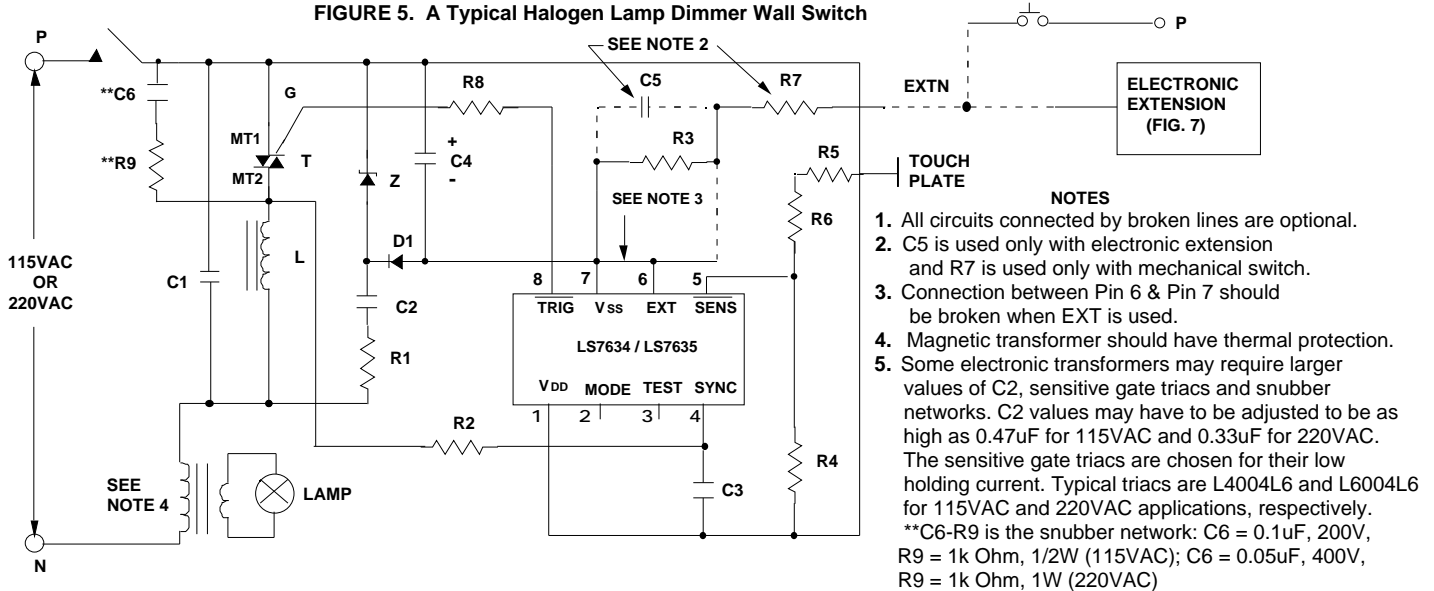 FIGURE 5. A Typical Halogen Lamp Dimmer Wall Switch
P
P
SEE NOTE 2
**C6
G
R8
C5
R7
EXTN
ELECTRONIC
EXTENSION
(FIG. 7)
**R9
MT1
T
MT2
Z
+
C4
-
R3
R5
TOUCH
PLATE
R6
SEE NOTE 3
NOTES
1. All circuits connected by broken lines are optional.
2. C5 is used only with electronic extension
and R7 is used only with mechanical switch.
3. Connection between Pin 6 & Pin 7 should
be broken when EXT is used.
4. Magnetic transformer should have thermal protection.
5. Some electronic transformers may require larger
values of C2, sensitive gate triacs and snubber
networks. C2 values may have to be adjusted to be as
high as 0.47uF for 115VAC and 0.33uF for 220VAC.
The sensitive gate triacs are chosen for their low
holding current. Typical triacs are L4004L6 and L6004L6
for 115VAC and 220VAC applications, respectively.
**C6-R9 is the snubber network: C6 = 0.1uF, 200V,
R9 = 1k Ohm, 1/2W (115VAC); C6 = 0.05uF, 400V,
R9 = 1k Ohm, 1W (220VAC)
115VAC
OR
220VAC
C1
L
D1
C2
R1
8 7 6 5
TRIG VSS EXT SENS
LS7634 / LS7635
VDD MODE TEST SYNC
1 2 3 4
R2
R4
C3
SEE
NOTE 4
LAMP
N